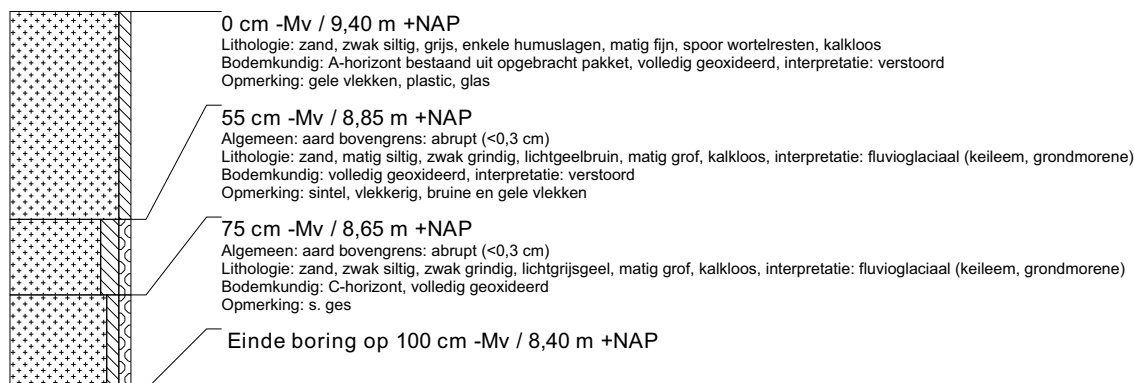 0 cm -Mv / 9,40 m +NAP
Lithologie: zand, zwak siltig, grijs, enkele humuslagen, matig fijn, spoor wortelresten, kalkloos
Bodemkundig: A-horizont bestaand uit opgebracht pakket, volledig geoxideerd, interpretatie: verstoord
Opmerking: gele vlekken, plastic, glas
55 cm -Mv / 8,85 m +NAP
Algemeen: aard bovengrens: abrupt (<0,3 cm)
Lithologie: zand, matig siltig, zwak grindig, lichtgeelbruin, matig grof, kalkloos, interpretatie: fluvioglaciaal (keileem, grondmorene)
Bodemkundig: volledig geoxideerd, interpretatie: verstoord
Opmerking: sintel, vlekkerig, bruine en gele vlekken
75 cm -Mv / 8,65 m +NAP
Algemeen: aard bovengrens: abrupt (<0,3 cm)
Lithologie: zand, zwak siltig, zwak grindig, lichtgrijsgeel, matig grof, kalkloos, interpretatie: fluvioglaciaal (keileem, grondmorene)
Bodemkundig: C-horizont, volledig geoxideerd
Opmerking: s. ges
Einde boring op 100 cm -Mv / 8,40 m +NAP